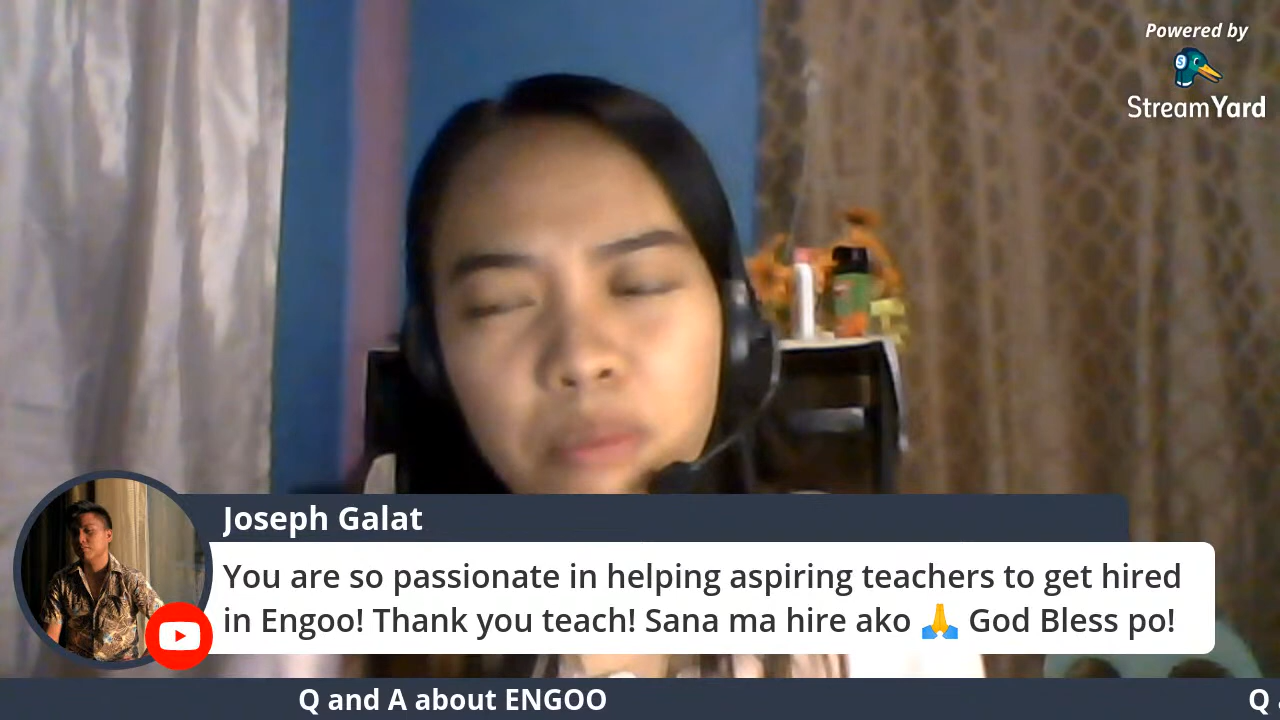 Powered by
StreamYard
Joseph Galat
You are so passionate in helping aspiring teachers to get hired
in Engoo! Thank you teach! Sana ma hire ako 🙏 God Bless po!
Q and A about ENGOO
Q